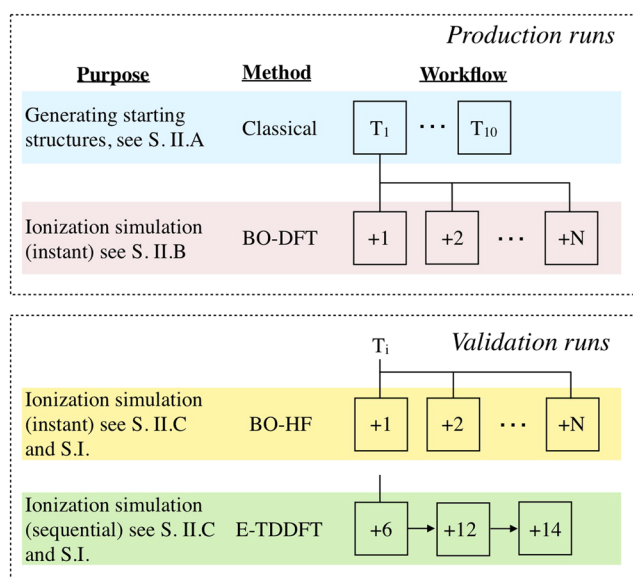 Production runs
Purpose Method Workflow
Generating starting
structures, see S. II.A
Classical
T1 ... T10
Ionization simulation
(instant) see S. II.B
BO-DFT
+1 +2 ... +N
Validation runs
Ti
Ionization simulation
(instant) see S. II.C
and S.I.
BO-HF
+1 +2 ... +N
Ionization simulation
(sequential) see S. II.C
and S.I.
E-TDDFT
+6 +12 +14